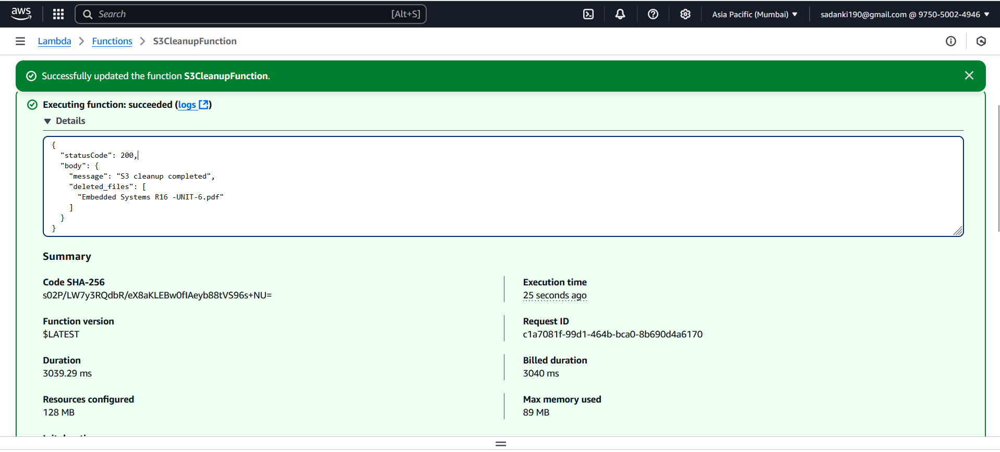 aws
Search [Alt+S]
Asia Pacific (Mumbai) sadanki190@gmail.com @ 9750-5002-4946
Lambda Functions S3CleanupFunction
Successfully updated the function S3CleanupFunction.
Executing function: succeeded (logs)
Details
{
"statusCode": 200,
"body": {
"message": "S3 cleanup completed",
"deleted_files": [
"Embedded Systems R16 -UNIT-6.pdf"
]
}
}
Summary
Code SHA-256
s02P/LW7y3RQdbR/eX8aKLEBw0fIAeyb88tVS96s+NU=
Execution time
25 seconds ago
Function version
$LATEST
Request ID
c1a7081f-99d1-464b-bca0-8b690d4a6170
Duration
3039.29 ms
Billed duration
3040 ms
Resources configured
128 MB
Max memory used
89 MB